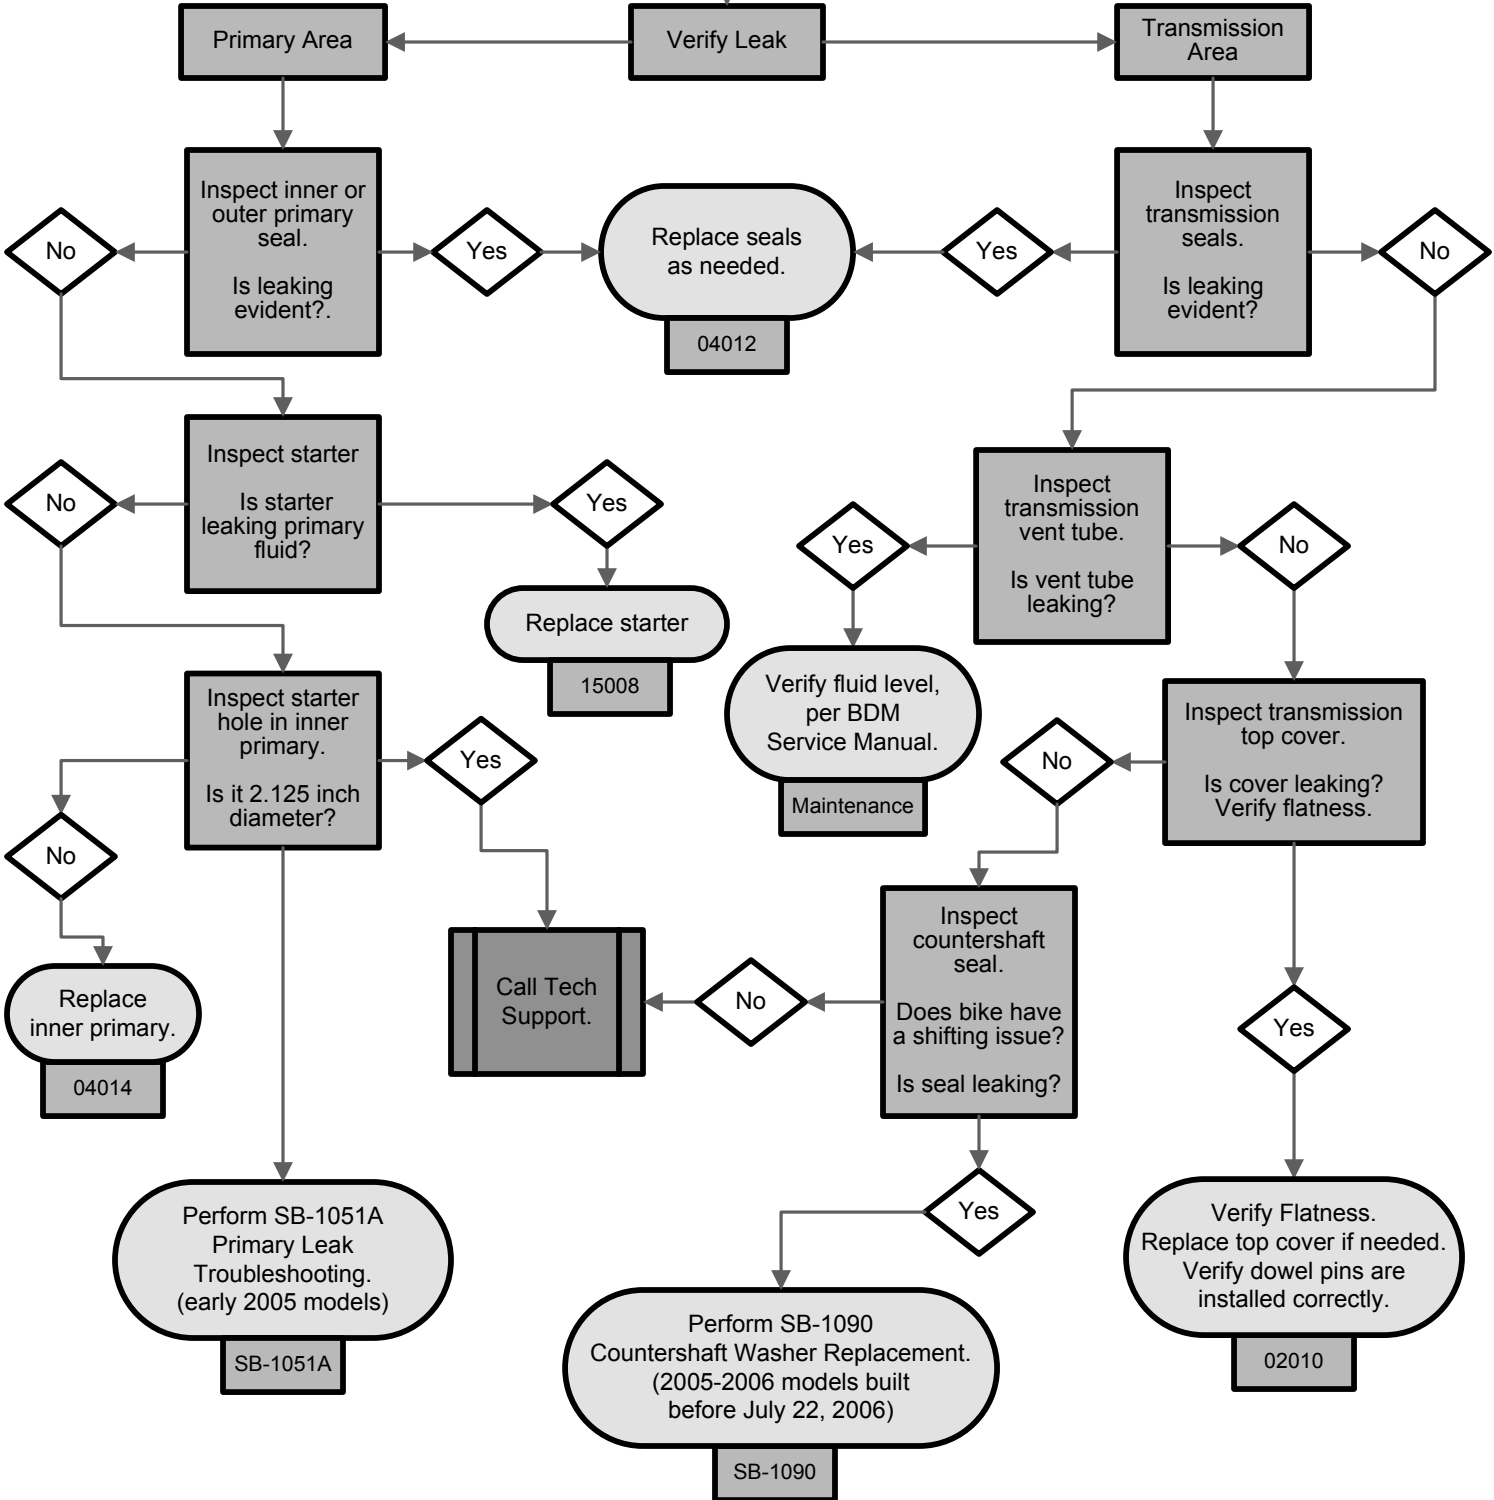 Primary Area
Verify Leak
Transmission
Area
Inspect inner or
outer primary
seal.
Is leaking
evident?.
No
Yes
Replace seals
as needed.
04012
Yes
Inspect
transmission
seals.
Is leaking
evident?
No
Inspect starter
Is starter
leaking primary
fluid?
No
Yes
Replace starter
15008
Inspect
transmission
vent tube.
Is vent tube
leaking?
Yes
No
Verify fluid level,
per BDM
Service Manual.
Maintenance
Inspect starter
hole in inner
primary.
Is it 2.125 inch
diameter?
Yes
No
Replace
inner primary.
04014
Call Tech
Support.
No
Inspect transmission
top cover.
Is cover leaking?
Verify flatness.
No
Inspect
countershaft
seal.
Does bike have
a shifting issue?
Is seal leaking?
Yes
Yes
Perform SB-1051A
Primary Leak
Troubleshooting.
(early 2005 models)
SB-1051A
Perform SB-1090
Countershaft Washer Replacement.
(2005-2006 models built
before July 22, 2006)
SB-1090
Verify Flatness.
Replace top cover if needed.
Verify dowel pins are
installed correctly.
02010